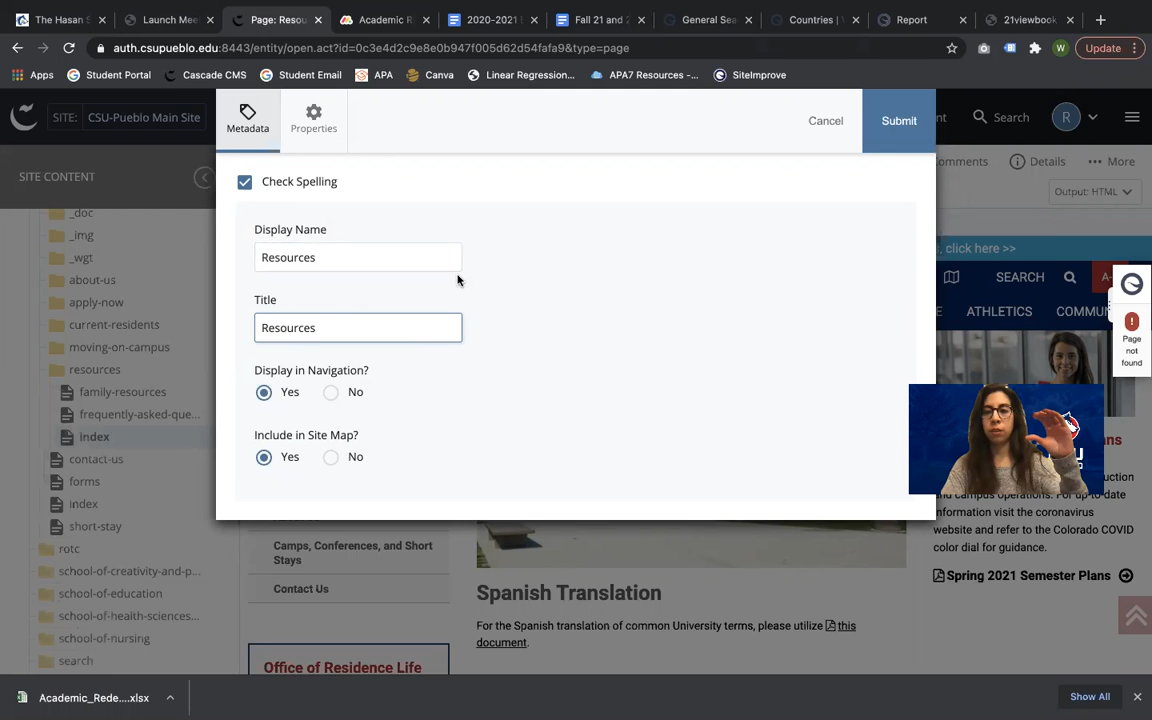 The Hasan S
Launch Mee
Page: Resou
Academic R
2020-2021 E
Fall 21 and 2
General Sea
Countries | V
Report
21viewbook
auth.csupueblo.edu:8443/entity/open.act?id=0c3e4d2c9e8e0b947f005d62d54fafa9&type=page
W
Update
Apps
Student Portal
Cascade CMS
Student Email
APA
Canva
Linear Regression...
APA7 Resources -...
SiteImprove
SITE: CSU-Pueblo Main Site
Metadata
Properties
Cancel
Submit
nt
Search
R
SITE CONTENT
omments
Details
More
Output: HTML
Check Spelling
Display Name
Resources
Title
Resources
Display in Navigation?
Yes
No
Include in Site Map?
Yes
No
_doc
_img
_wgt
about-us
apply-now
current-residents
moving-on-campus
resources
family-resources
frequently-asked-que...
index
contact-us
forms
index
short-stay
rotc
school-of-creativity-and-p...
school-of-education
school-of-health-sciences...
school-of-nursing
search
, click here >>
SEARCH
A-
E
ATHLETICS
COMMU
Page
not
found
ans
uction
and campus operations. For up-to-date
information visit the coronavirus
website and refer to the Colorado COVID
color dial for guidance.
Spring 2021 Semester Plans
Camps, Conferences, and Short
Stays
Contact Us
Office of Residence Life
Spanish Translation
For the Spanish translation of common University terms, please utilize this
document.
Academic_Rede....xlsx
Show All